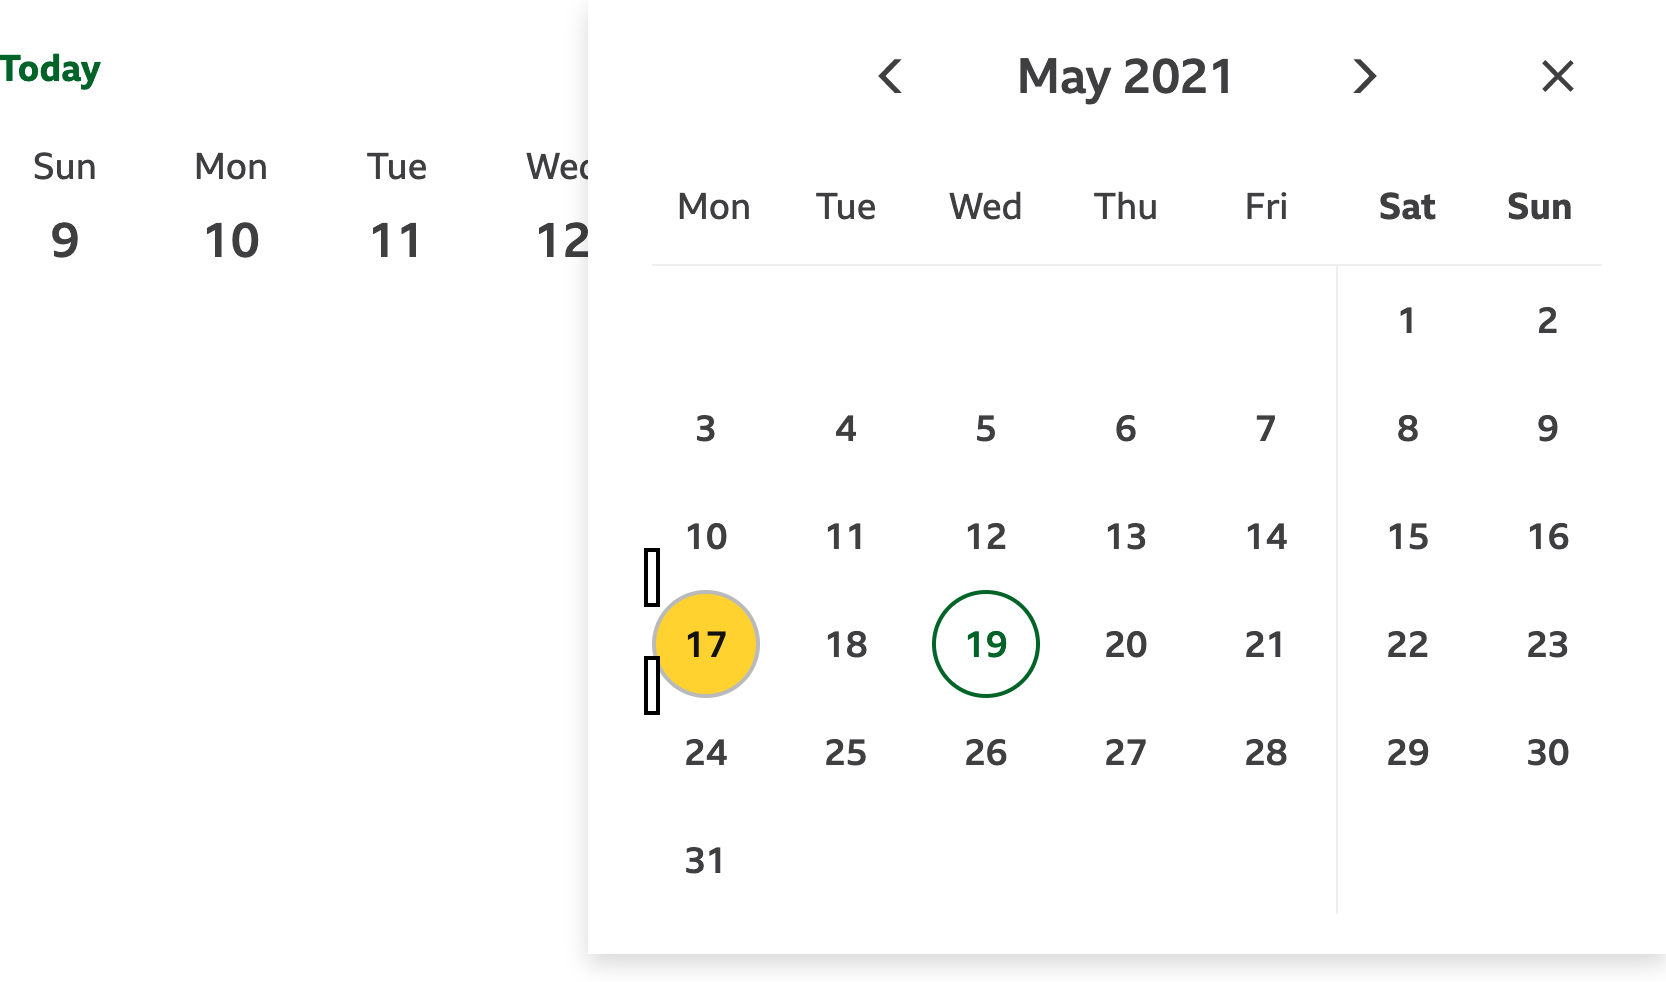 Today
Sun Mon Tue Wed
9 10 11 12
May 2021
Mon Tue Wed Thu Fri Sat Sun
1 2
3 4 5 6 7 8 9
10 11 12 13 14 15 16
17 18 19 20 21 22 23
24 25 26 27 28 29 30
31